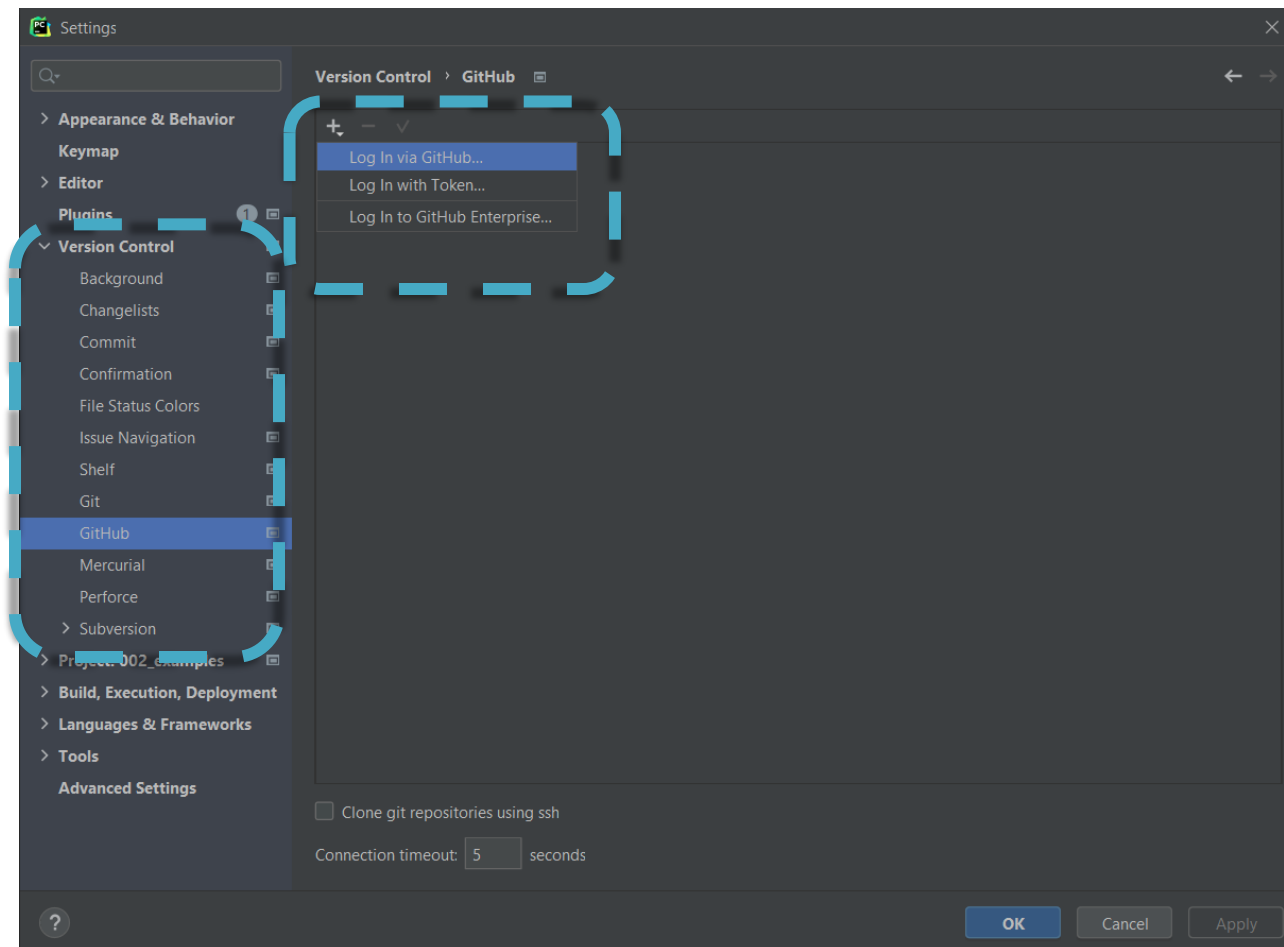 PC
Settings
Version Control › GitHub
Appearance & Behavior
Keymap
Editor
Plugins 1
Version Control
Background
Changelists
Commit
Confirmation
File Status Colors
Issue Navigation
Shelf
Git
GitHub
Mercurial
Perforce
Subversion
Project: 002_examples
Build, Execution, Deployment
Languages & Frameworks
Tools
Advanced Settings
Log In via GitHub...
Log In with Token...
Log In to GitHub Enterprise...
Clone git repositories using ssh
Connection timeout: 5 seconds
?
OK Cancel Apply